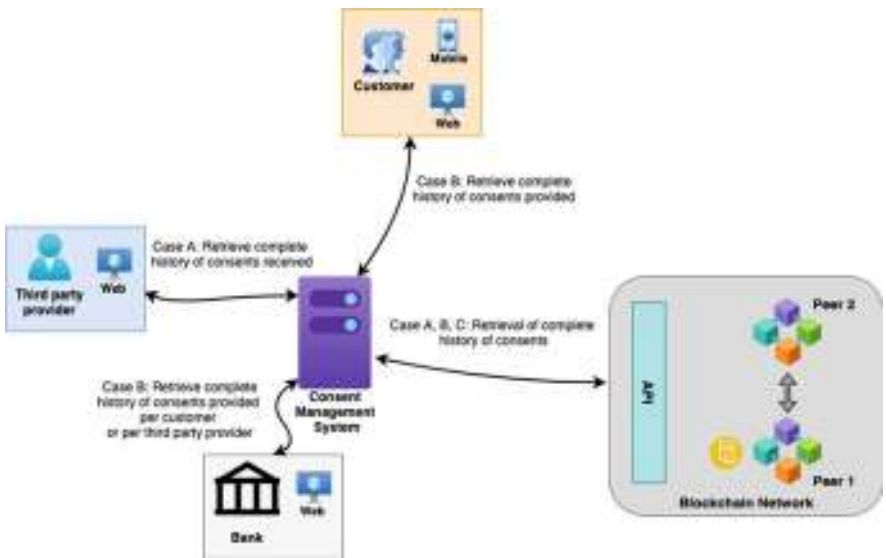 Mobile
Customer
Web
Case B: Retrieve complete
history of consents provided
Case A: Retrieve complete
history of consents received
Web
Third party
provider
Peer 2
Case A, B, C: Retrieval of complete
history of consents
API
Case B: Retrieve complete
history of consents provided
per customer
or per third party provider
Consent
Management
System
Peer 1
Blockchain Network
Web
Bank